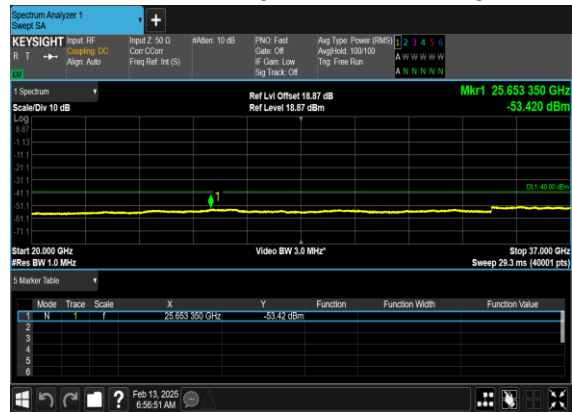 Spectrum Analyzer 1
Swept SA
+
KEYSIGHT Input: RF Input Z: 50 Ω #Atten: 10 dB PNO: Fast Avg Type: Power (RMS) 1 2 3 4 5 6
R T Coupling: DC Corr CCorr Gate: Off Avg|Hold: 100/100 A W W W W W
Align: Auto Freq Ref: Int (S) IF Gain: Low Trig: Free Run
Sig Track: Off A N N N N N
1 Spectrum Ref Lvl Offset 18.87 dB Mkr1 25.653 350 GHz
Scale/Div 10 dB Ref Level 18.87 dBm -53.420 dBm
Log
8.87
-1.13
-11.1
-21.1
-31.1
DL1 -40.00 dBm
-41.1
1
-51.1
-61.1
-71.1
Start 20.000 GHz Video BW 3.0 MHz* Stop 37.000 GHz
#Res BW 1.0 MHz Sweep 29.3 ms (40001 pts)
5 Marker Table
Mode Trace Scale X Y Function Function Width Function Value
1 N 1 f 25.653 350 GHz -53.42 dBm
2
3
4
5
6
? Feb 13, 2025
6:56:51 AM